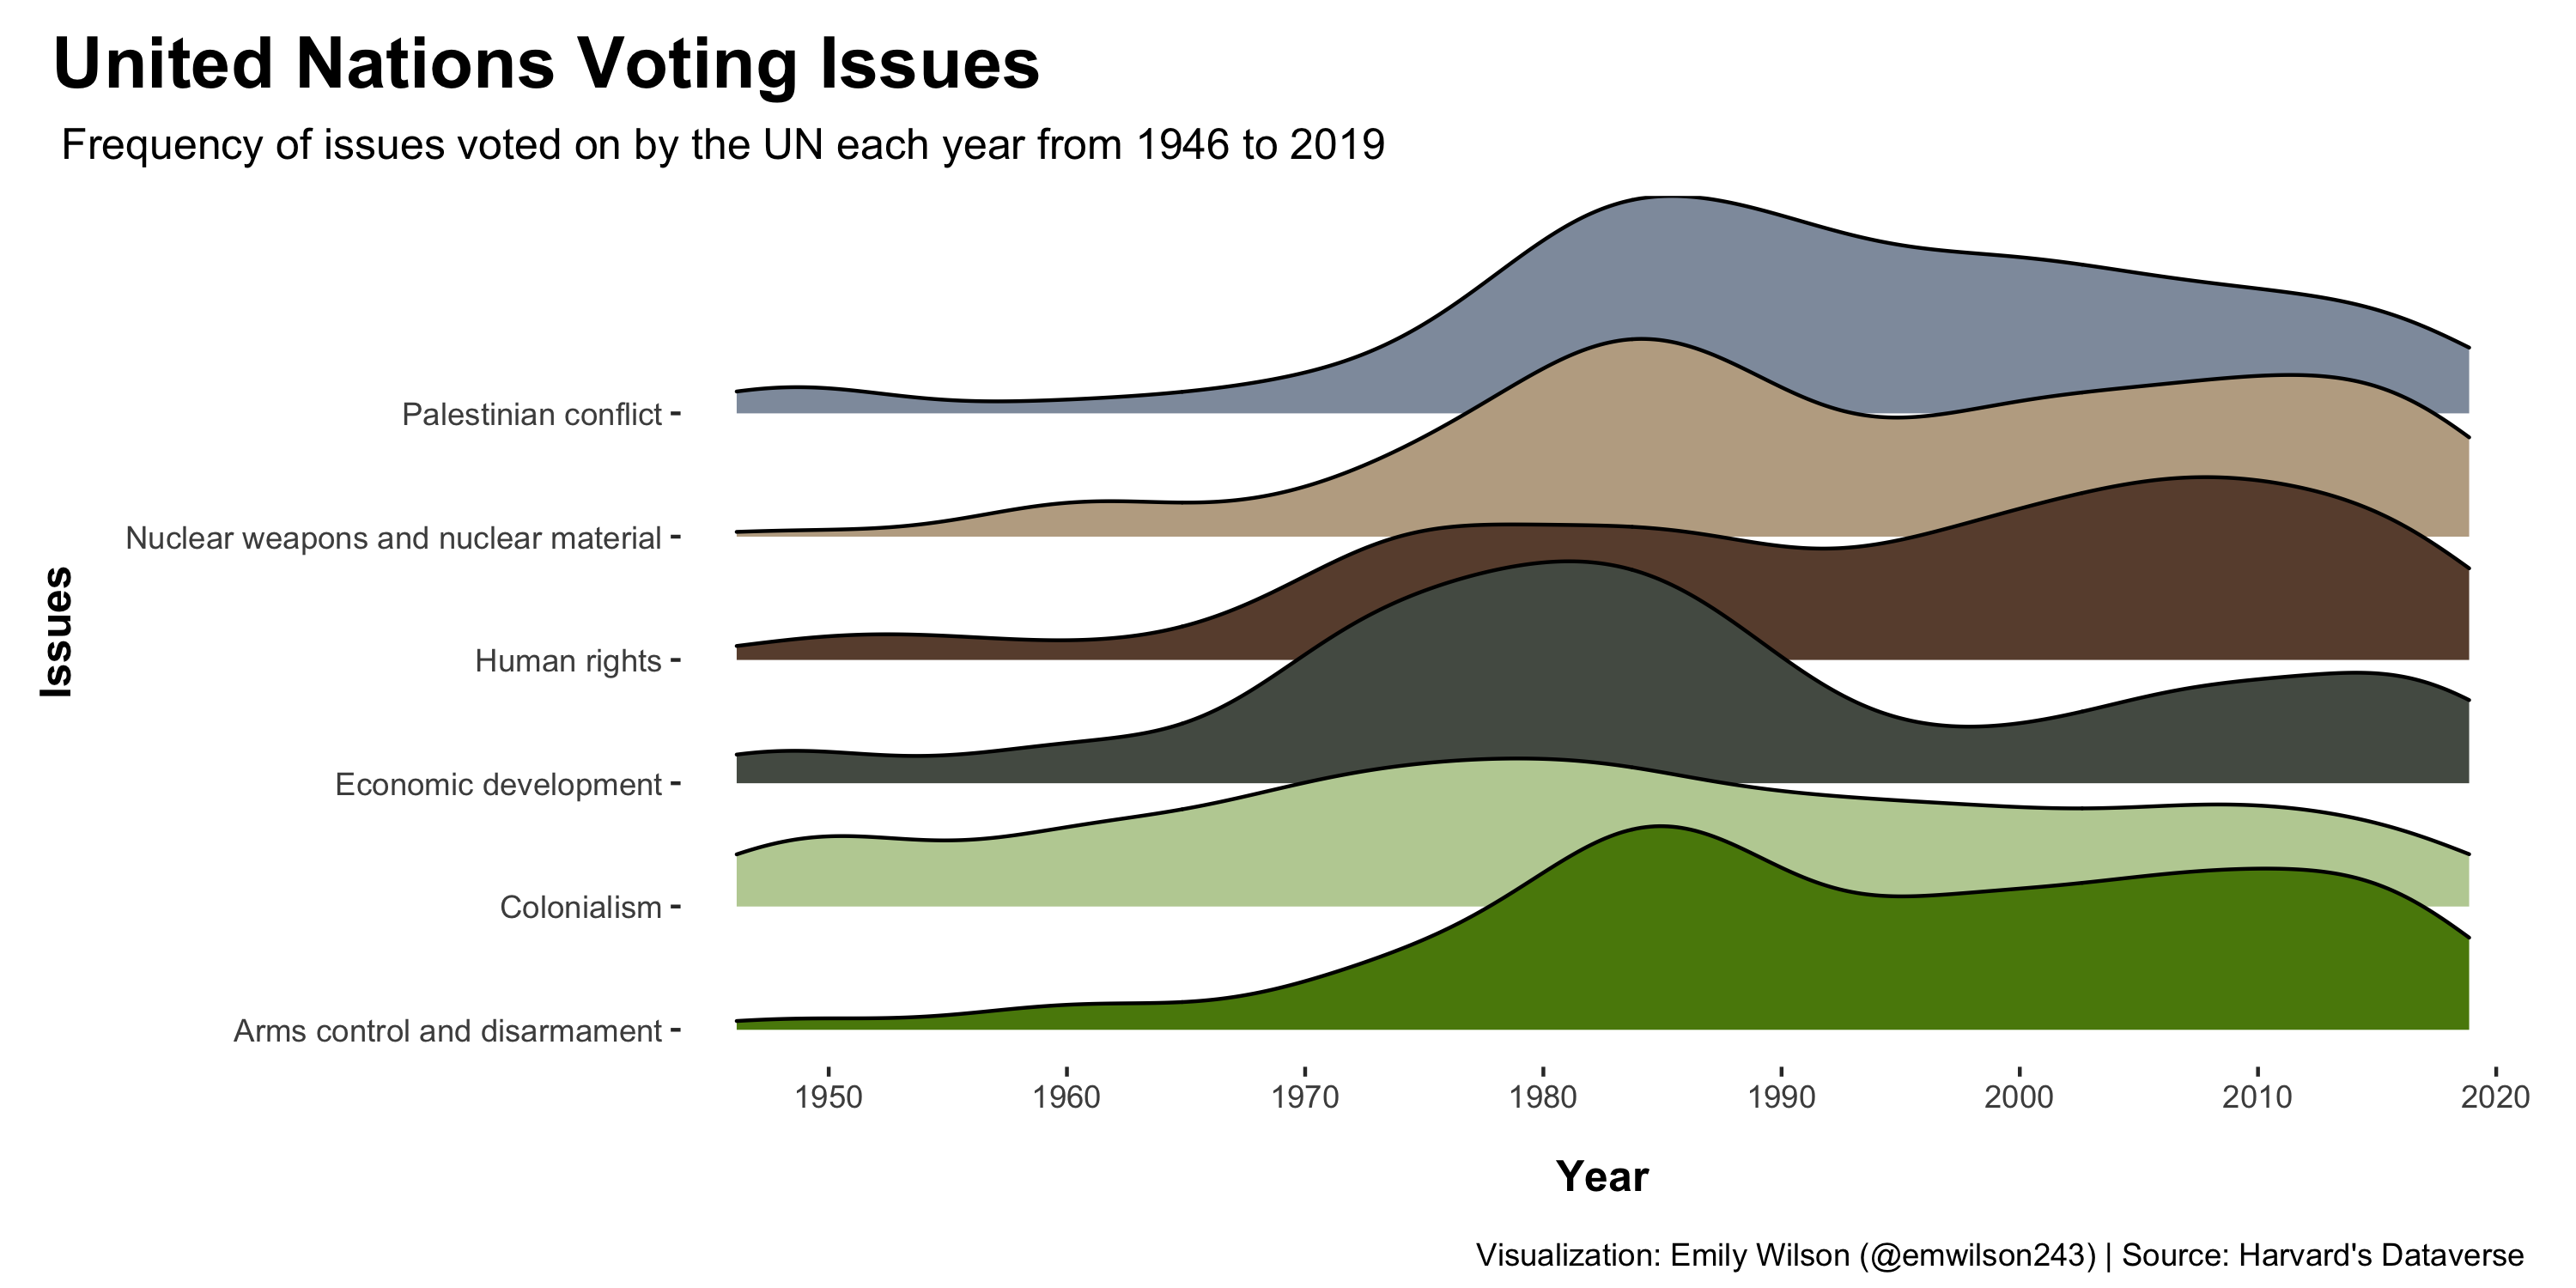 United Nations Voting Issues
Frequency of issues voted on by the UN each year from 1946 to 2019
Issues
Palestinian conflict
Nuclear weapons and nuclear material
Human rights
Economic development
Colonialism
Arms control and disarmament
1950 1960 1970 1980 1990 2000 2010 2020
Year
Visualization: Emily Wilson (@emwilson243) | Source: Harvard's Dataverse